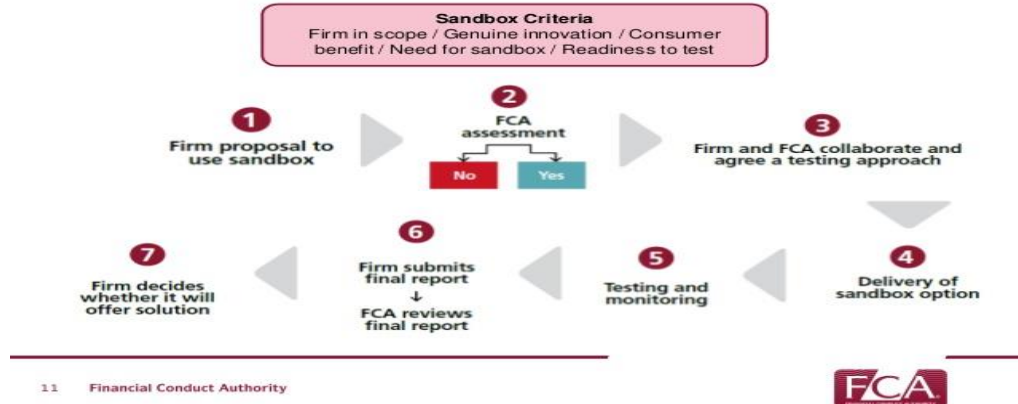 Sandbox Criteria
Firm in scope / Genuine innovation / Consumer
benefit / Need for sandbox / Readiness to test
1
Firm proposal to
use sandbox
2
FCA
assessment
No
Yes
3
Firm and FCA collaborate and
agree a testing approach
4
Delivery of
sandbox option
5
Testing and
monitoring
6
Firm submits
final report
↓
FCA reviews
final report
7
Firm decides
whether it will
offer solution
11 Financial Conduct Authority
FCA